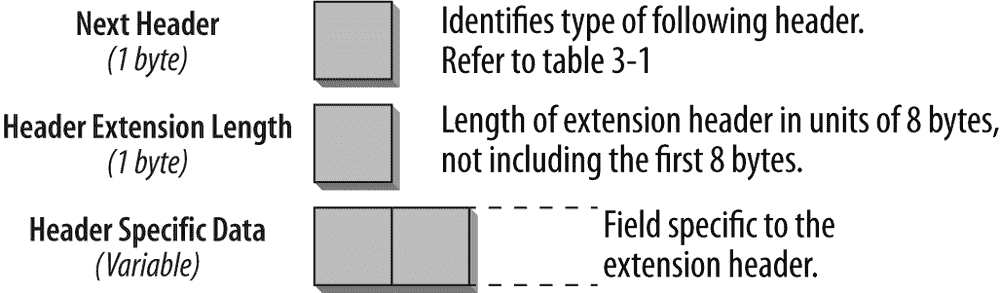 Next Header
(1 byte)
Identifies type of following header.
Refer to table 3-1
Header Extension Length
(1 byte)
Length of extension header in units of 8 bytes,
not including the first 8 bytes.
Header Specific Data
(Variable)
Field specific to the
extension header.